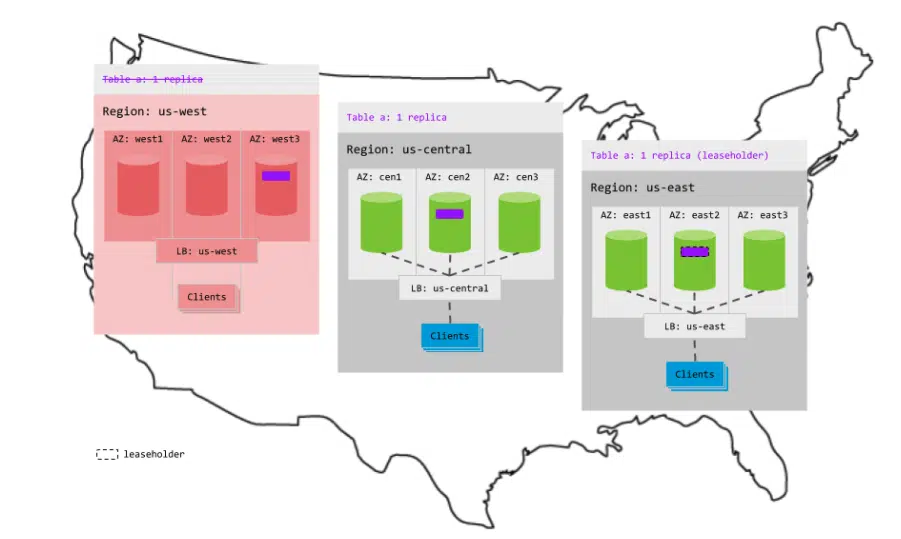 Table a: 1 replica
Region: us-west
AZ: west1 AZ: west2 AZ: west3
LB: us-west
Clients
Table a: 1 replica
Region: us-central
AZ: cen1 AZ: cen2 AZ: cen3
LB: us-central
Clients
Table a: 1 replica (leaseholder)
Region: us-east
AZ: east1 AZ: east2 AZ: east3
LB: us-east
Clients
leaseholder